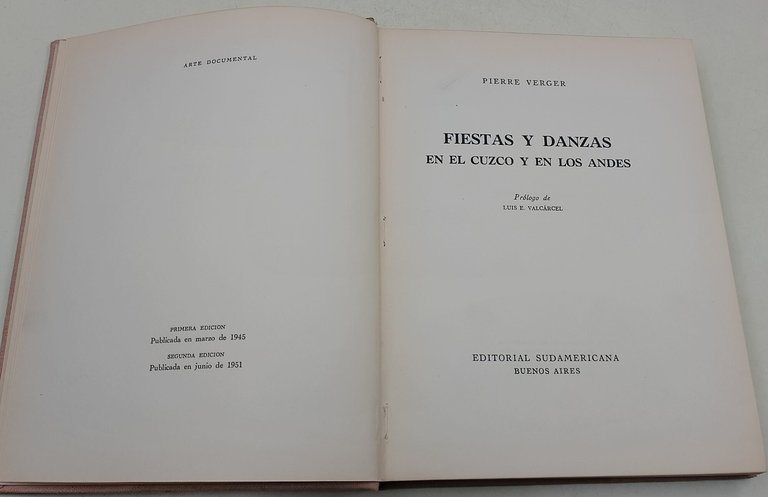 ARTE DOCUMENTAL
PRIMERA EDICION
Publicada en marzo de 1945
SEGUNDA EDICION
Publicada en junio de 1951
PIERRE VERGER
FIESTAS Y DANZAS
EN EL CUZCO Y EN LOS ANDES
Prólogo de
LUIS E. VALCÁRCEL
EDITORIAL SUDAMERICANA
BUENOS AIRES